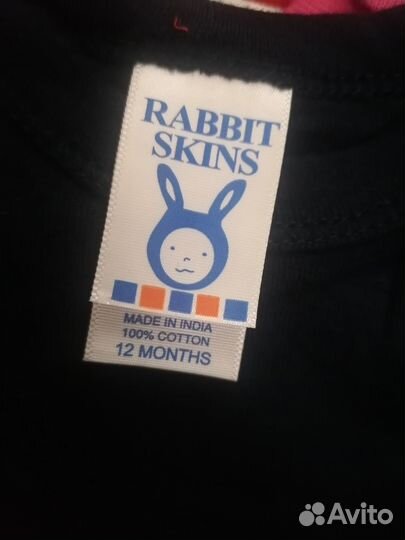 RABBIT
SKINS
MADE IN INDIA
100% COTTON
12 MONTHS
Avito